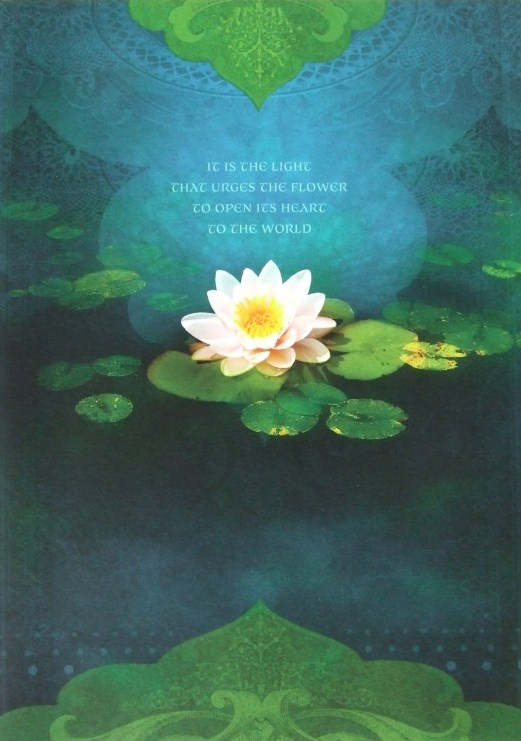 IT IS THE LIGHT
THAT URGES THE FLOWER
TO OPEN ITS HEART
TO THE WORLD